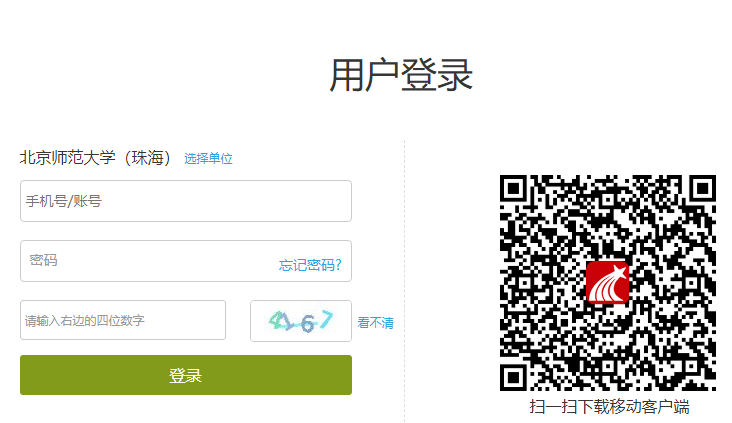 用户登录
北京师范大学（珠海） 选择单位
手机号/账号
密码
忘记密码?
请输入右边的四位数字
看不清
登录
扫一扫下载移动客户端